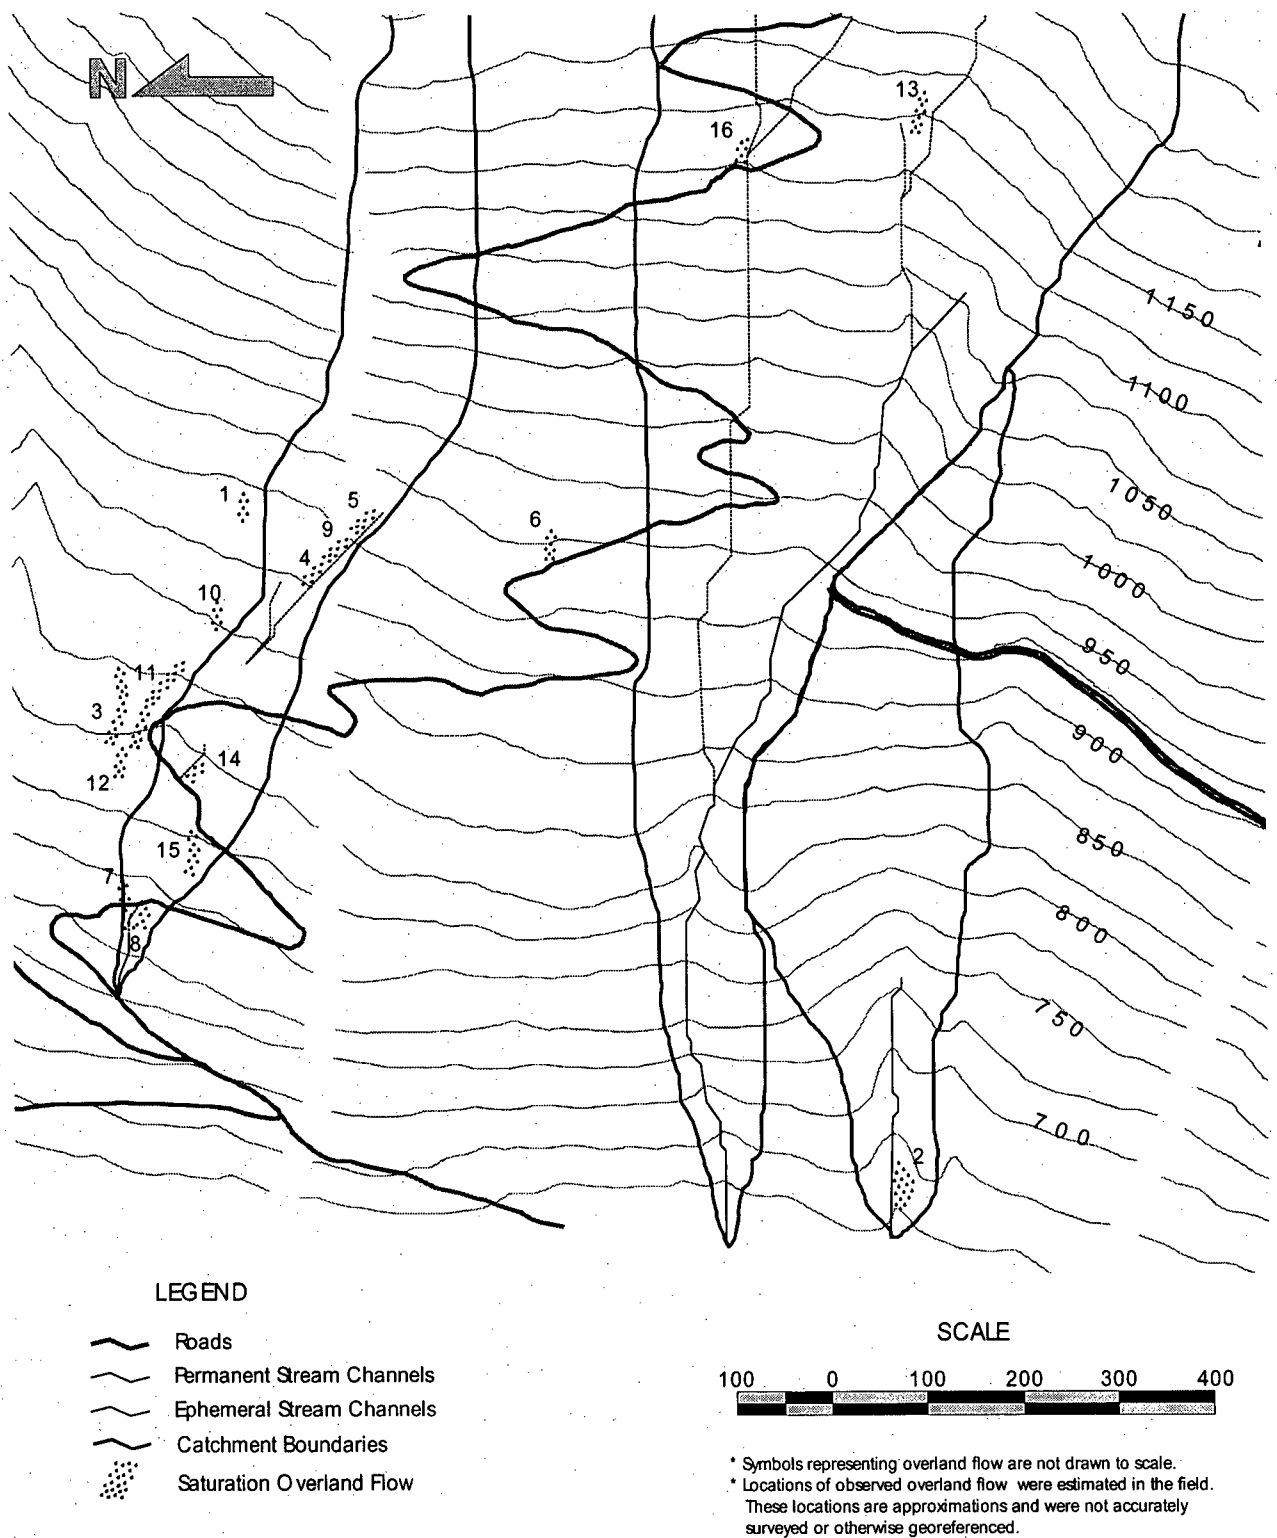 N
13
16
1150
1100
1
5
1050
9
6
4
1000
10
950
11
3
900
14
12
850
15
7
800
8
750
700
2
LEGEND
Roads
Permanent Stream Channels
Ephemeral Stream Channels
Catchment Boundaries
Saturation Overland Flow
SCALE
100 0 100 200 300 400
* Symbols representing overland flow are not drawn to scale.
* Locations of observed overland flow were estimated in the field.
These locations are approximations and were not accurately
surveyed or otherwise georeferenced.